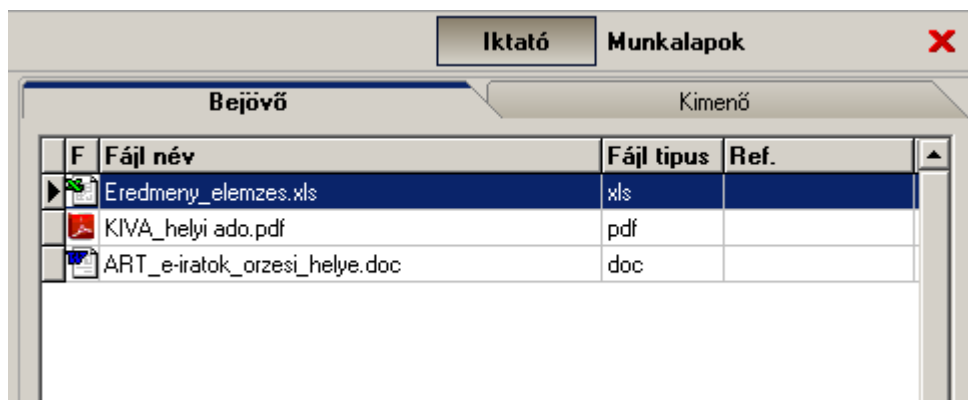 Iktató Munkalapok
Bejövő Kimenő
F Fájl név Fájl tipus Ref.
Eredmeny_elemzes.xls xls
KIVA_helyi ado.pdf pdf
ART_e-iratok_orzesi_helye.doc doc